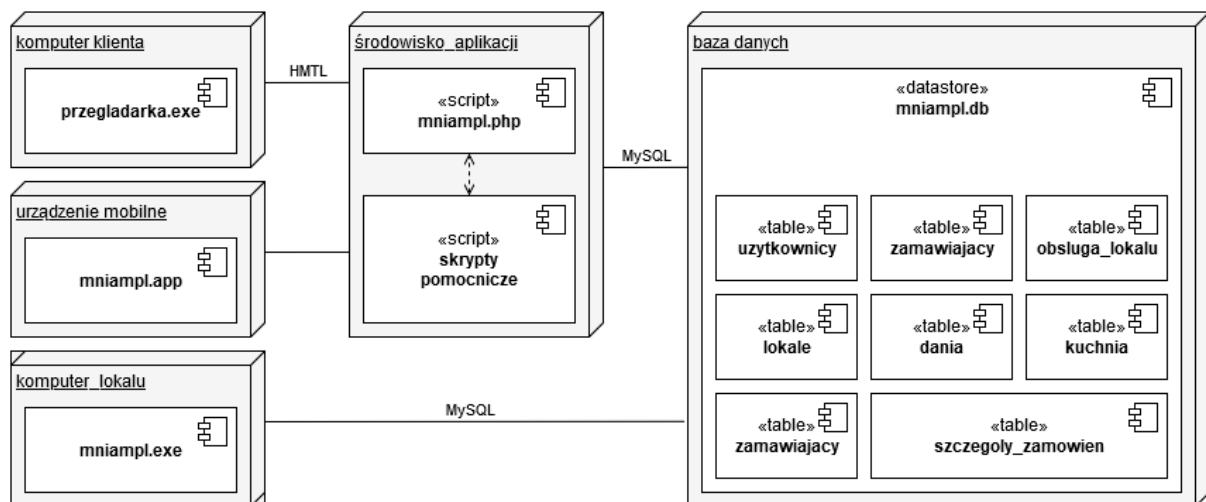 komputer klienta
przegladarka.exe
HMTL
urządzenie mobilne
mniampl.app
komputer_lokalu
mniampl.exe
MySQL
środowisko_aplikacji
«script»
mniampl.php
«script»
skrypty
pomocnicze
MySQL
baza danych
«datastore»
mniampl.db
«table»
uzytkownicy
«table»
zamawiajacy
«table»
obsluga_lokalu
«table»
lokale
«table»
dania
«table»
kuchnia
«table»
zamawiajacy
«table»
szczegoly_zamowien